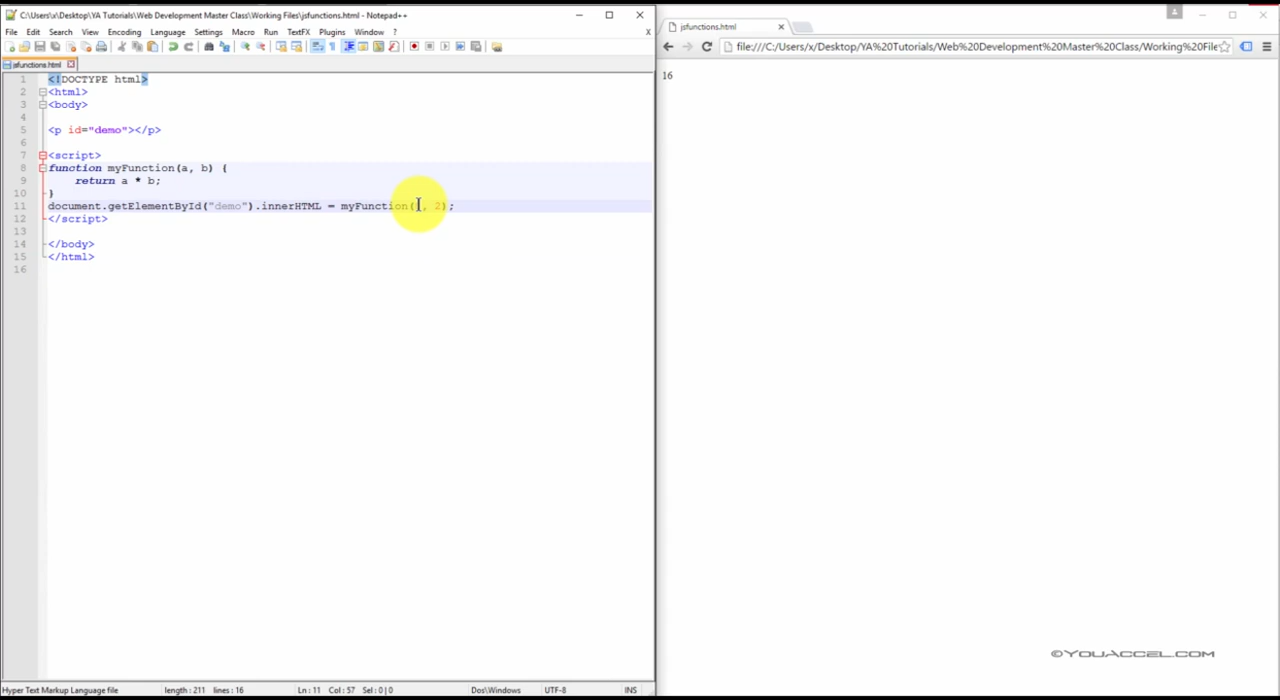 C:\Users\x\Desktop\YA Tutorials\Web Development Master Class\Working Files\jsfunctions.html - Notepad++
File Edit Search View Encoding Language Settings Macro Run TextFX Plugins Window ? X
jsfunctions.html
1 <!DOCTYPE html>
2 <html>
3 <body>
4
5 <p id="demo"></p>
6
7 <script>
8 function myFunction(a, b) {
9 return a * b;
10 }
11 document.getElementById("demo").innerHTML = myFunction( , 2);
12 </script>
13
14 </body>
15 </html>
16
Hyper Text Markup Language file length : 211 lines : 16 Ln : 11 Col : 57 Sel : 0 | 0 Dos\Windows UTF-8 INS
jsfunctions.html
file:///C:/Users/x/Desktop/YA%20Tutorials/Web%20Development%20Master%20Class/Working%20File
16
©YOUACCEL.COM